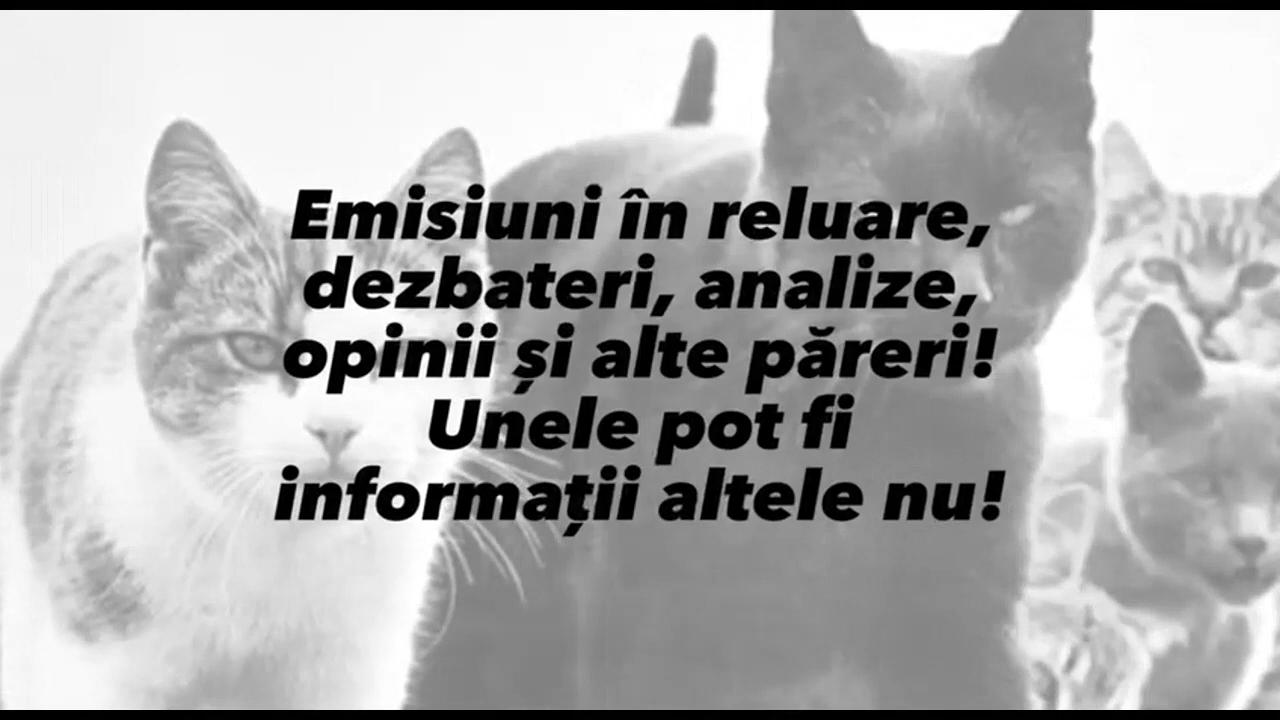 Emisiuni în reluare,
dezbateri, analize,
opinii și alte păreri!
Unele pot fi
informații altele nu!